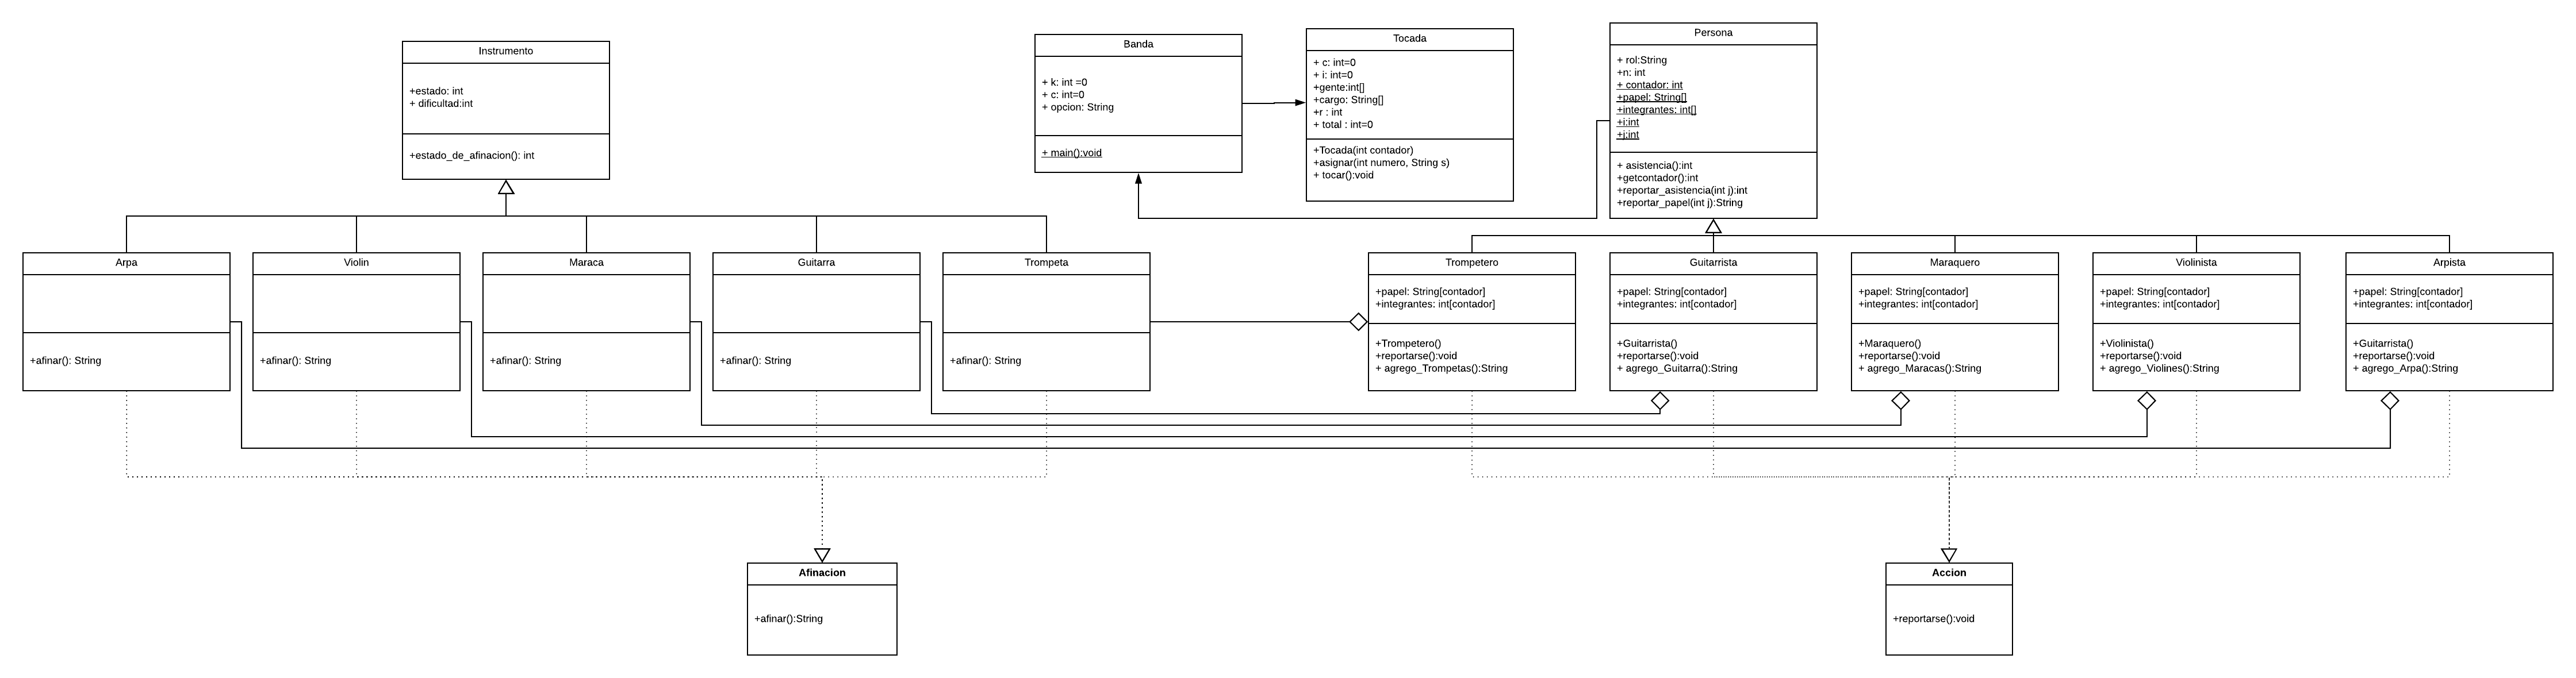 Instrumento
+estado: int
+ dificultad:int
+estado_de_afinacion(): int
Banda
+ k: int =0
+ c: int=0
+ opcion: String
+ main():void
Tocada
+ c: int=0
+ i: int=0
+gente:int[]
+cargo: String[]
+r : int
+ total : int=0
+Tocada(int contador)
+asignar(int numero, String s)
+ tocar():void
Persona
+ rol:String
+n: int
+ contador: int
+papel: String[]
+integrantes: int[]
+i:int
+j:int
+ asistencia():int
+getcontador():int
+reportar_asistencia(int j):int
+reportar_papel(int j):String
Arpa
+afinar(): String
Violin
+afinar(): String
Maraca
+afinar(): String
Guitarra
+afinar(): String
Trompeta
+afinar(): String
Trompetero
+papel: String[contador]
+integrantes: int[contador]
+Trompetero()
+reportarse():void
+ agrego_Trompetas():String
Guitarrista
+papel: String[contador]
+integrantes: int[contador]
+Guitarrista()
+reportarse():void
+ agrego_Guitarra():String
Maraquero
+papel: String[contador]
+integrantes: int[contador]
+Maraquero()
+reportarse():void
+ agrego_Maracas():String
Violinista
+papel: String[contador]
+integrantes: int[contador]
+Violinista()
+reportarse():void
+ agrego_Violines():String
Arpista
+papel: String[contador]
+integrantes: int[contador]
+Guitarrista()
+reportarse():void
+ agrego_Arpa():String
Afinacion
+afinar():String
Accion
+reportarse():void